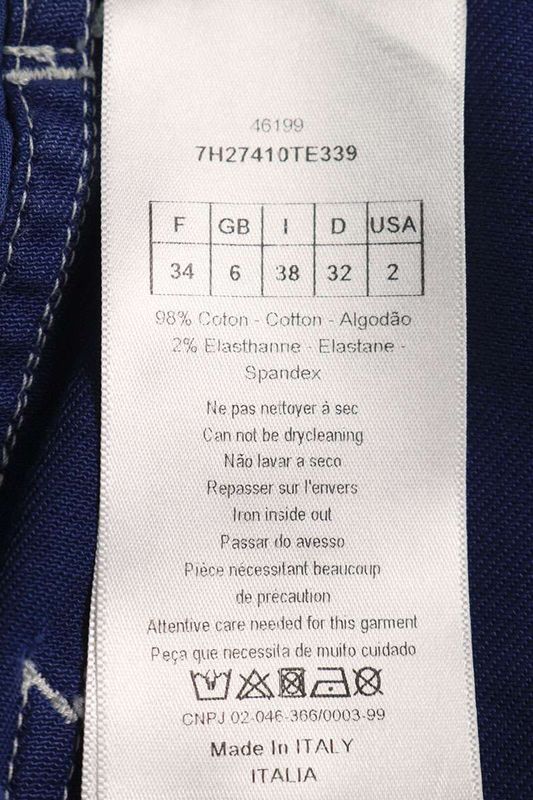 46199
7H27410TE339
F GB I D USA
34 6 38 32 2
98% Coton - Cotton - Algodão
2% Elasthanne - Elastane -
Spandex
Ne pas nettoyer à sec
Can not be drycleaning
Não lavar a seco
Repasser sur l'envers
Iron inside out
Passar do avesso
Pièce nécessitant beaucoup
de précaution
Attentive care needed for this garment
Peça que necessita de muito cuidado
CNPJ 02-046-366/0003-99
Made In ITALY
ITALIA